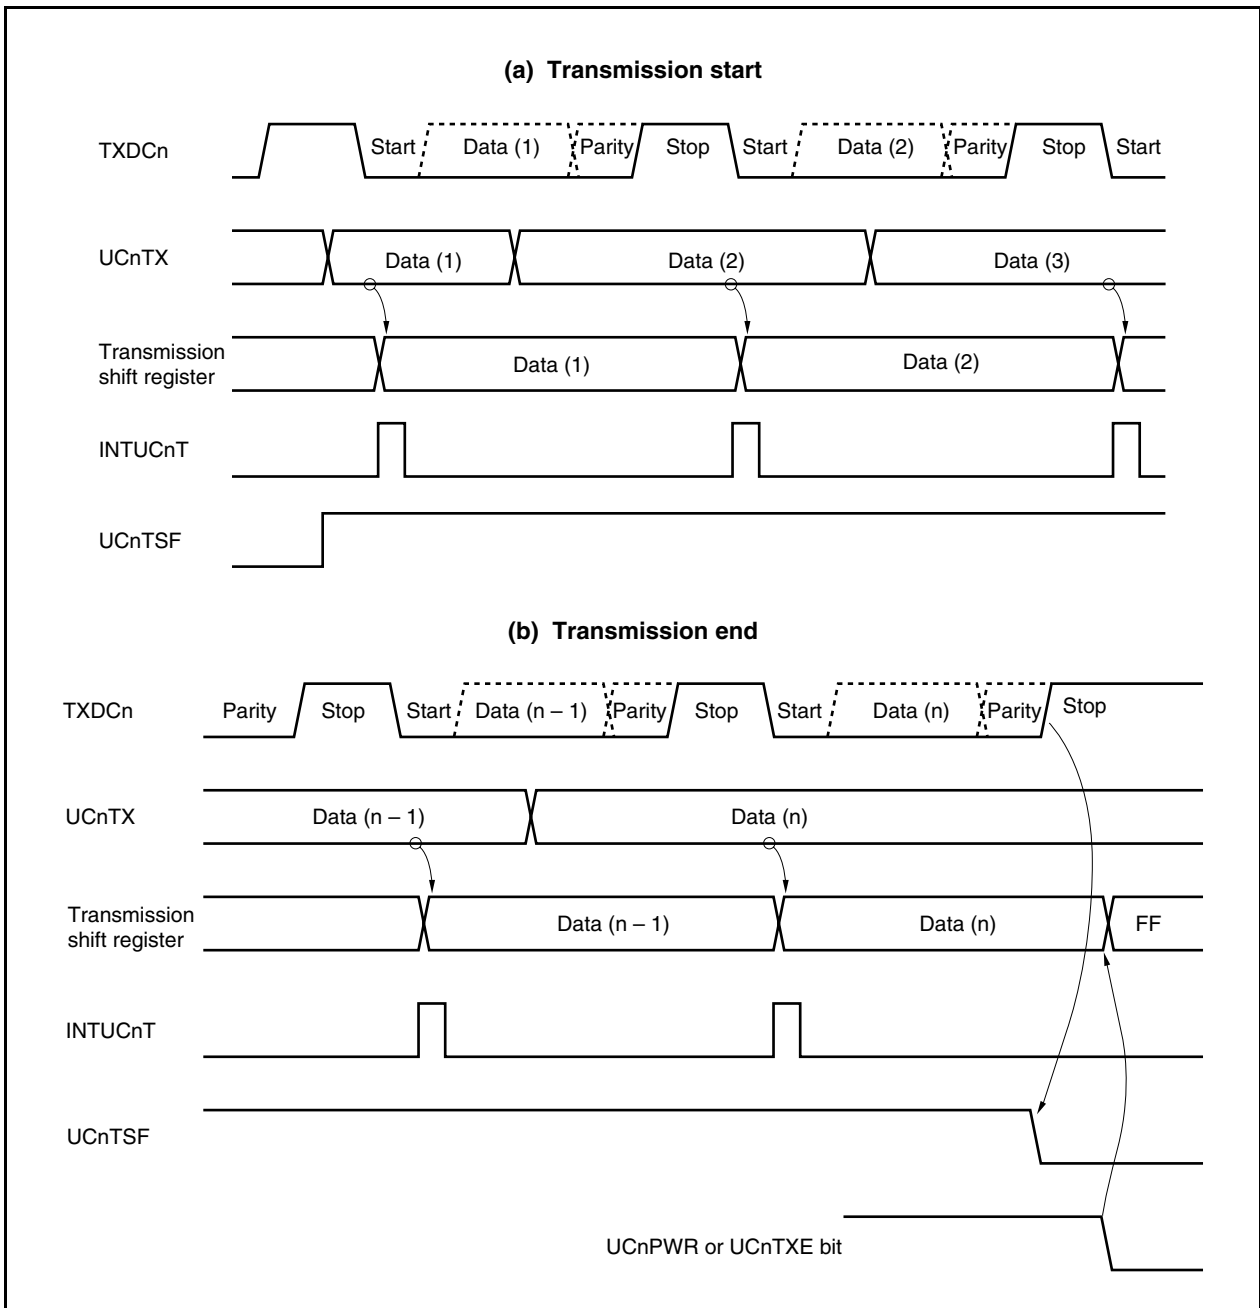 (a) Transmission start
TXDCn
Start Data (1) Parity Stop Start Data (2) Parity Stop Start
UCnTX
Data (1) Data (2) Data (3)
Transmission
shift register
Data (1) Data (2)
INTUCnT
UCnTSF
(b) Transmission end
TXDCn
Parity Stop Start Data (n – 1) Parity Stop Start Data (n) Parity Stop
UCnTX
Data (n – 1) Data (n)
Transmission
shift register
Data (n – 1) Data (n) FF
INTUCnT
UCnTSF
UCnPWR or UCnTXE bit